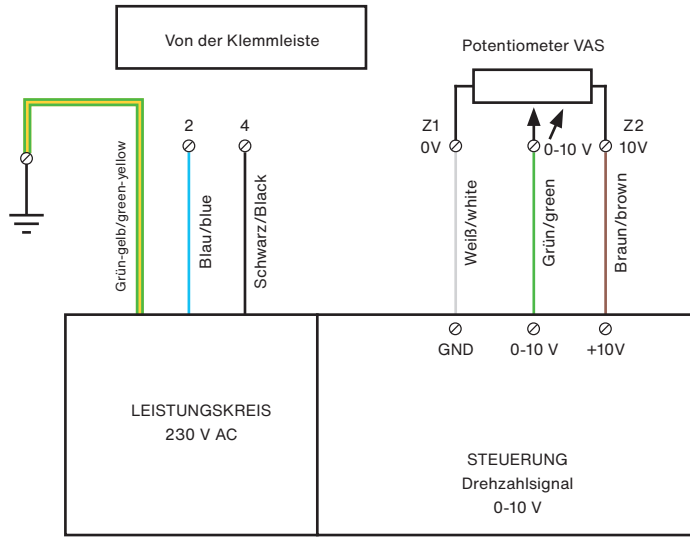 Von der Klemmleiste
Potentiometer VAS
2
4
Z1
0V
0-10 V
Z2
10V
Grün-gelb/green-yellow
Blau/blue
Schwarz/Black
Weiß/white
Grün/green
Braun/brown
GND
0-10 V
+10V
LEISTUNGSKREIS
230 V AC
STEUERUNG
Drehzahlsignal
0-10 V